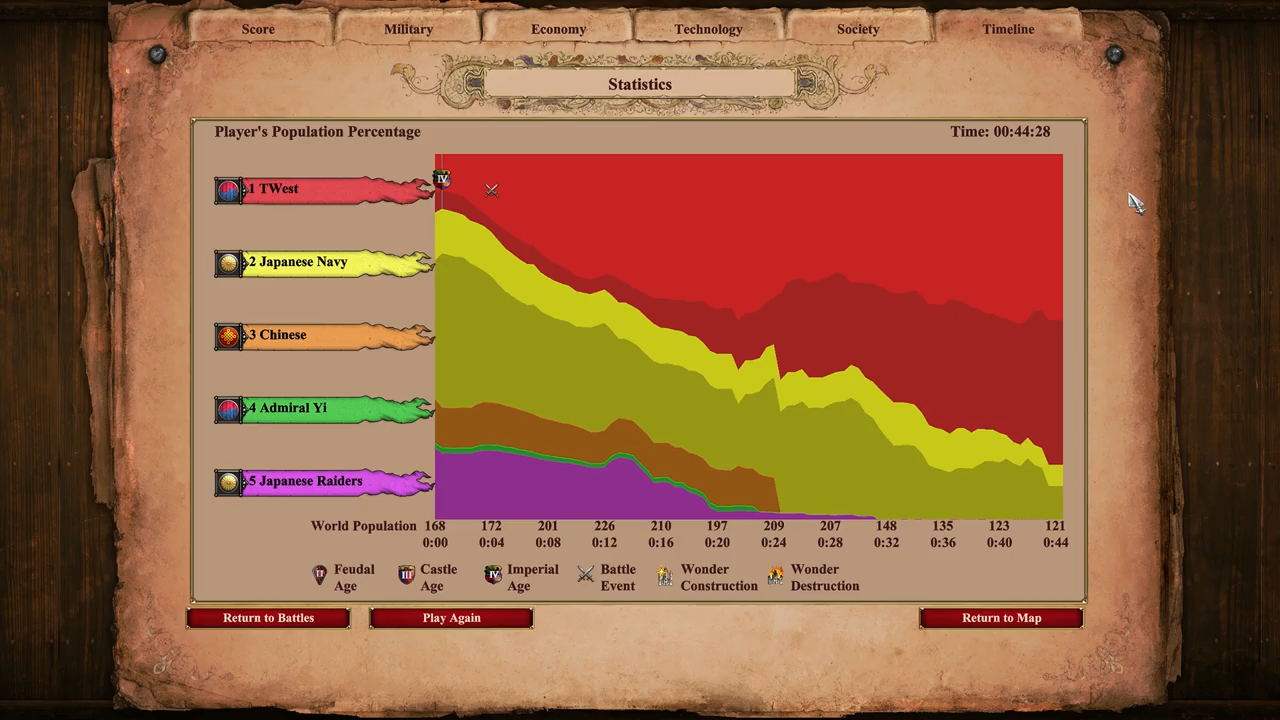 Score Military Economy Technology Society Timeline
Statistics
Player's Population Percentage Time: 00:44:28
1 TWest
IV
2 Japanese Navy
3 Chinese
4 Admiral Yi
5 Japanese Raiders
World Population 168 172 201 226 210 197 209 207 148 135 123 121
0:00 0:04 0:08 0:12 0:16 0:20 0:24 0:28 0:32 0:36 0:40 0:44
II Feudal Age III Castle Age IV Imperial Age Battle Event Wonder Construction Wonder Destruction
Return to Battles Play Again Return to Map